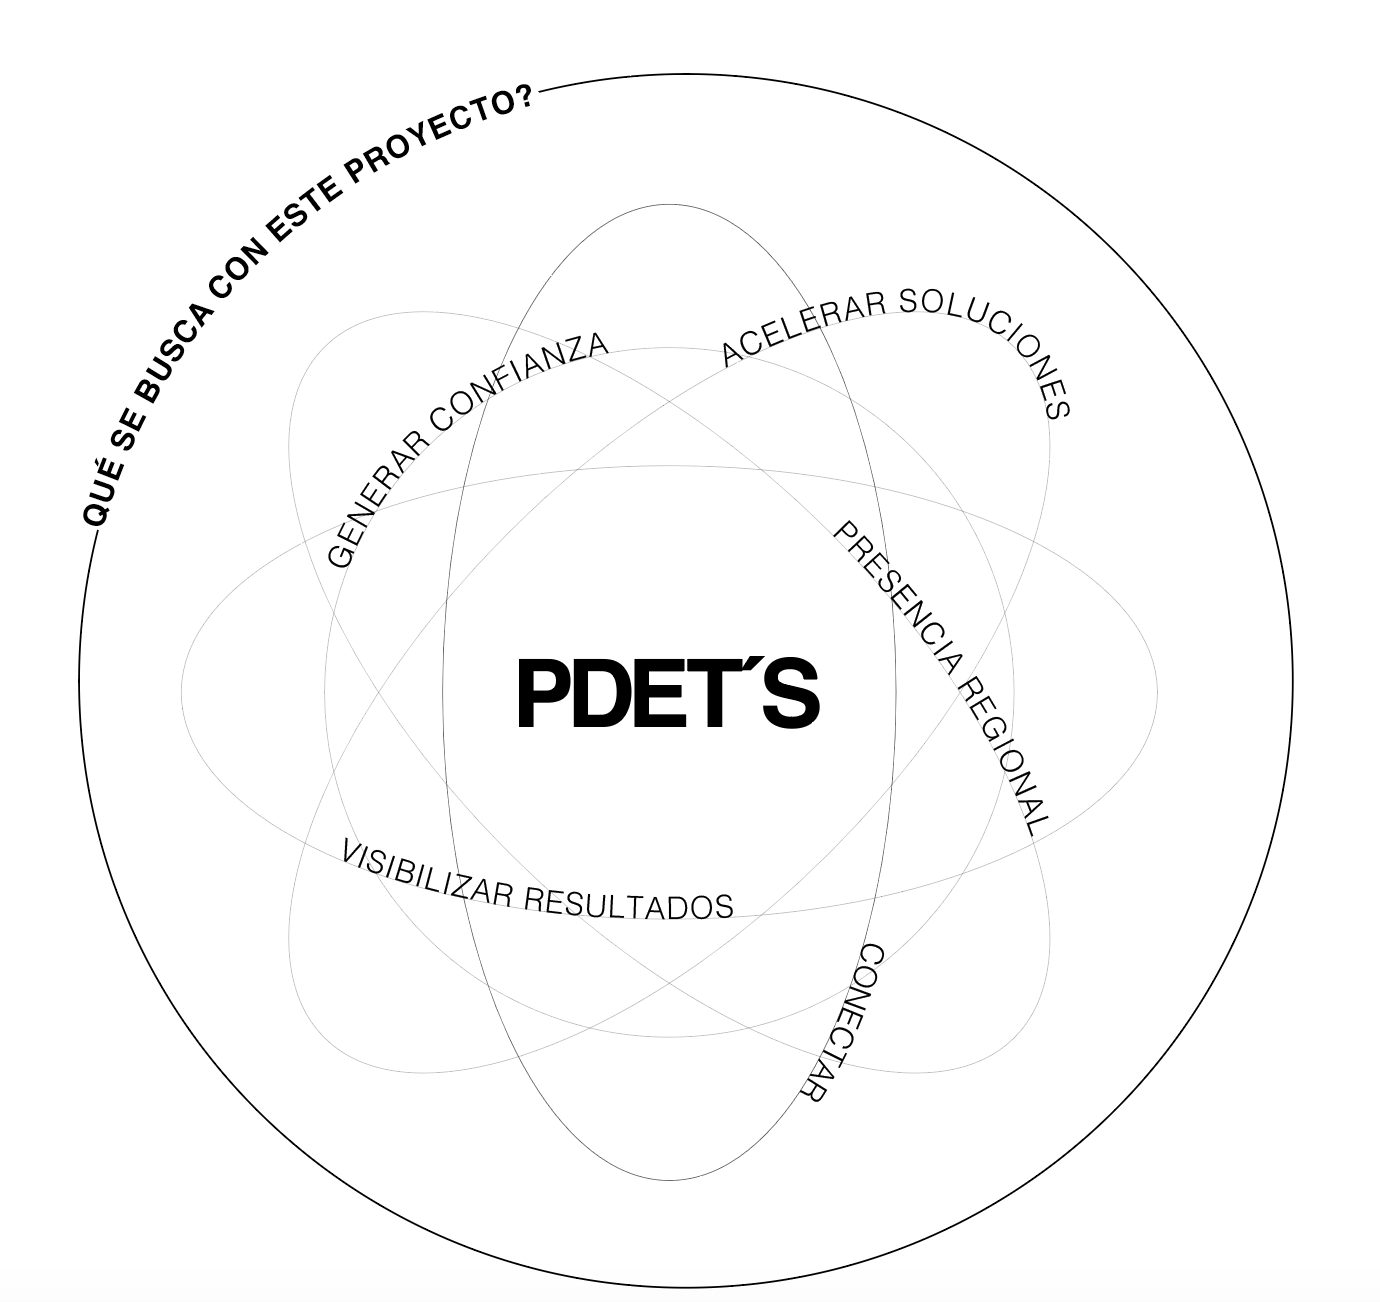 QUÉ SE BUSCA CON ESTE PROYECTO?
GENERAR CONFIANZA
ACELERAR SOLUCIONES
PRESENCIA REGIONAL
PDET´S
VISIBILIZAR RESULTADOS
CONECTAR